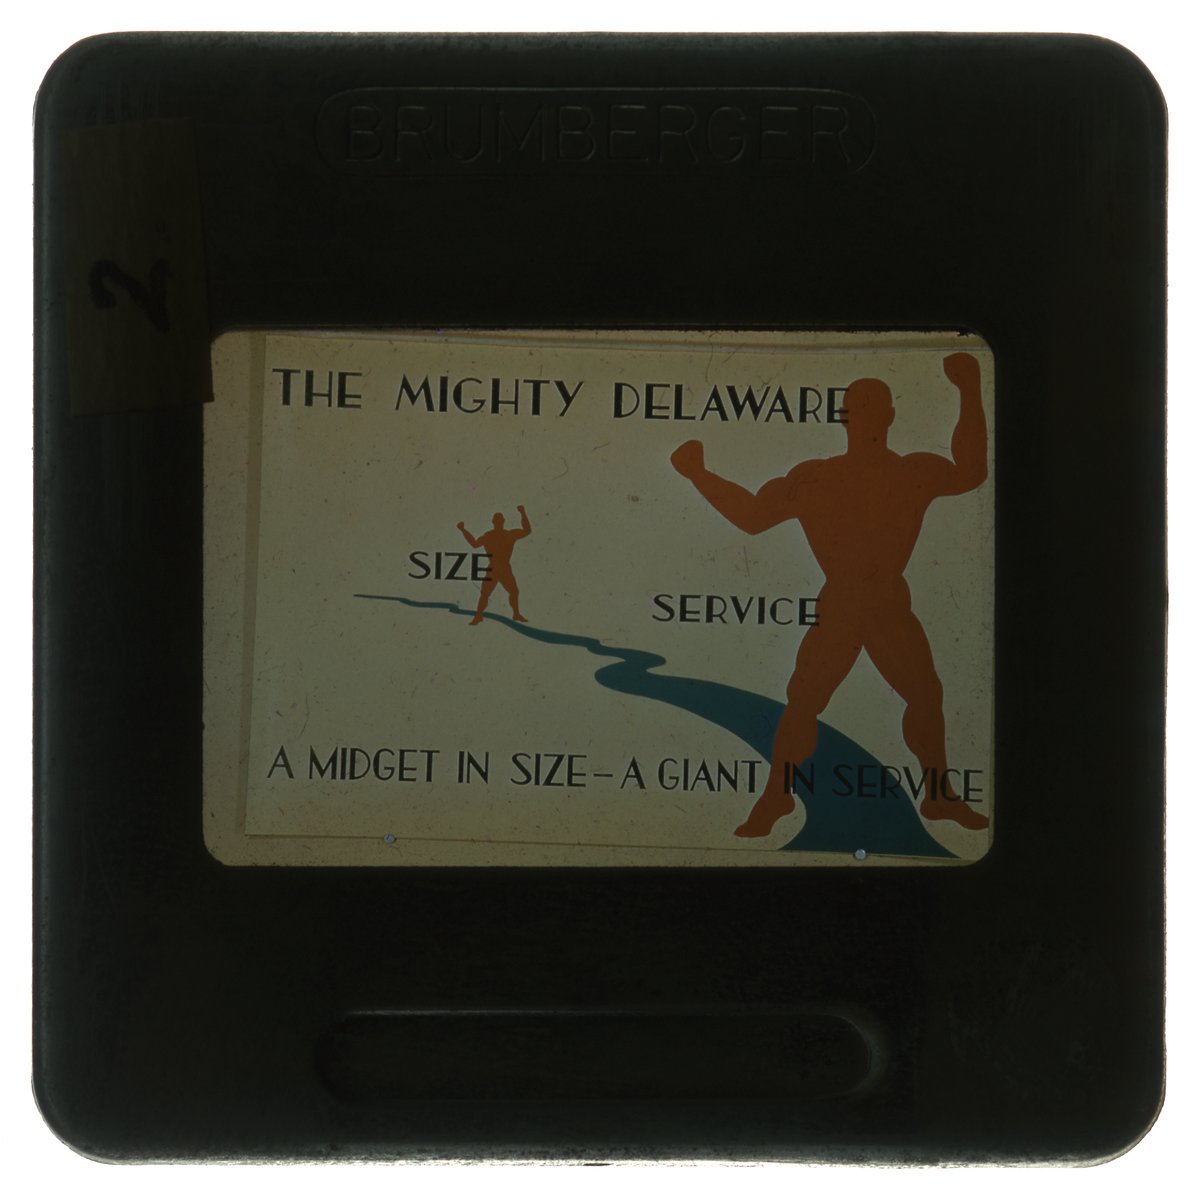 BRUMBERGER
2
THE MIGHTY DELAWARE
SIZE
SERVICE
A MIDGET IN SIZE – A GIANT IN SERVICE